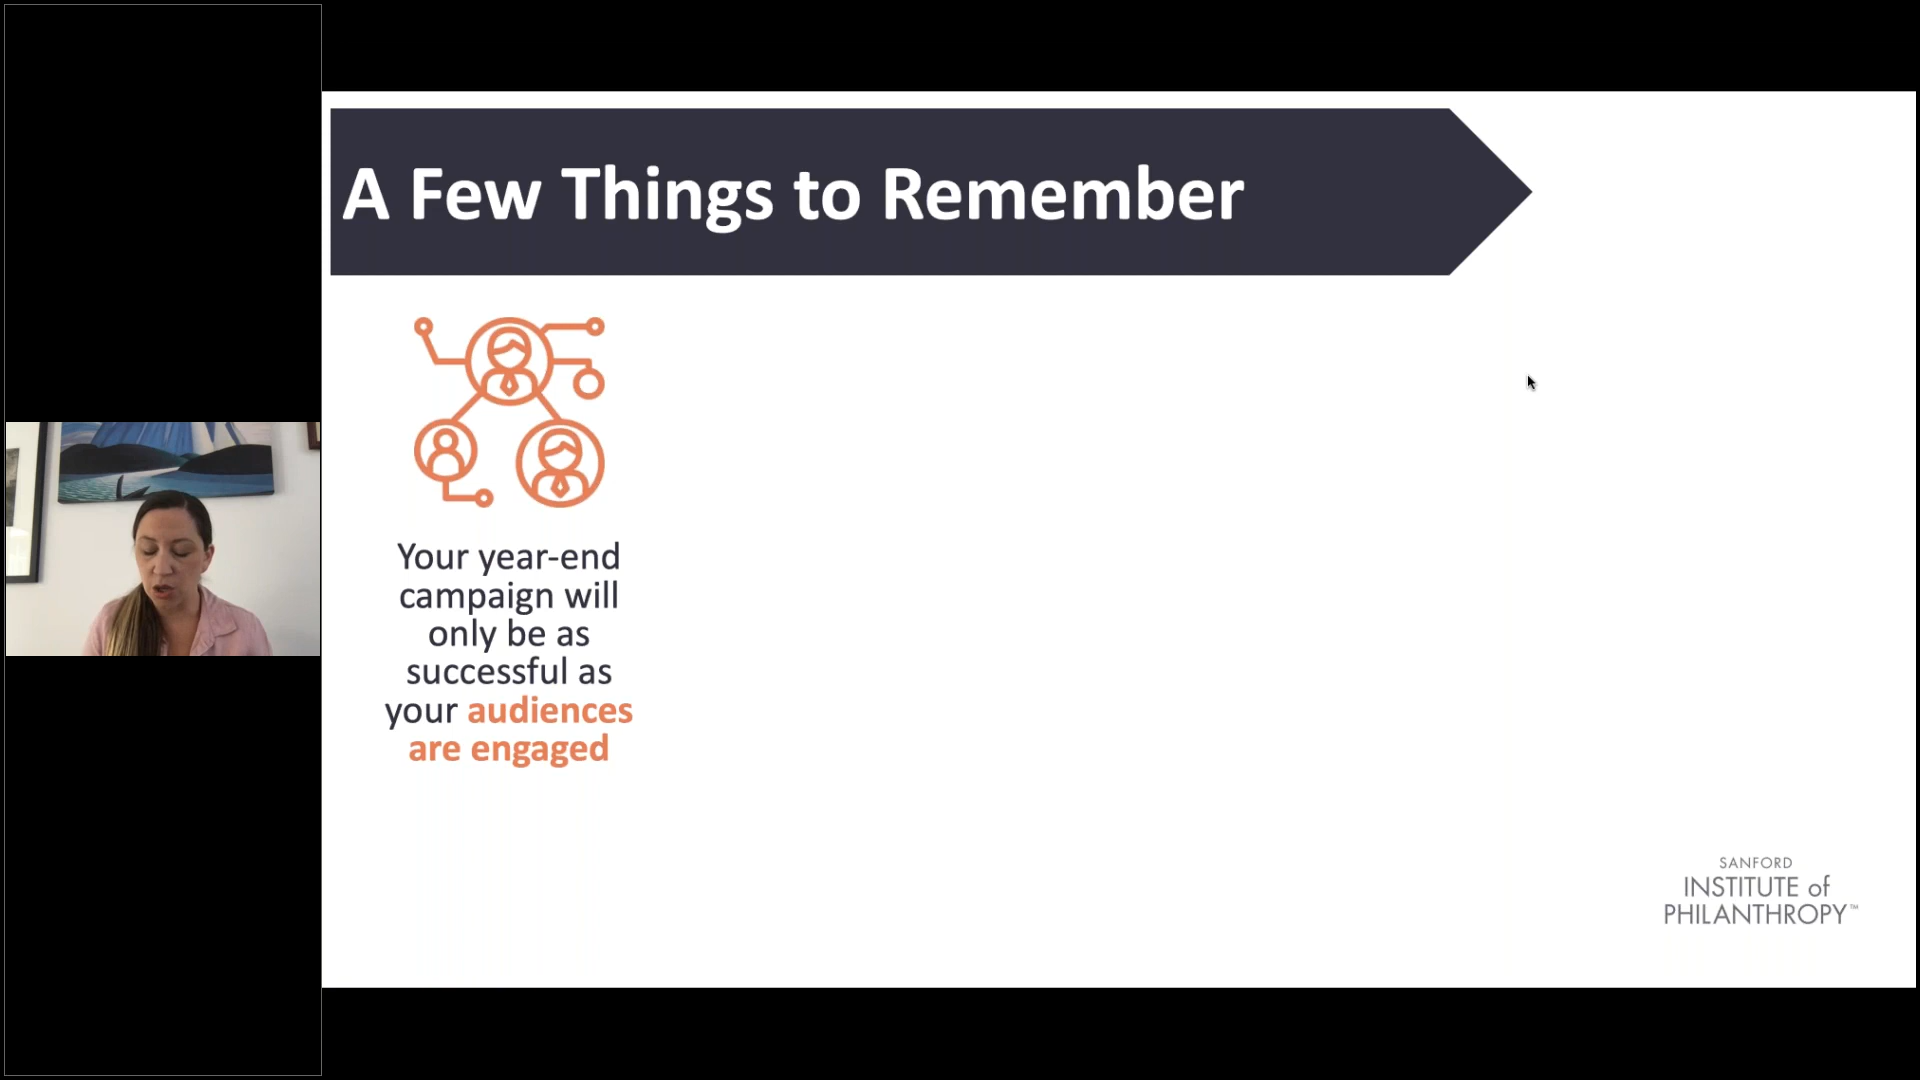 A Few Things to Remember
Your year-end
campaign will
only be as
successful as
your audiences
are engaged
SANFORD
INSTITUTE of
PHILANTHROPY™